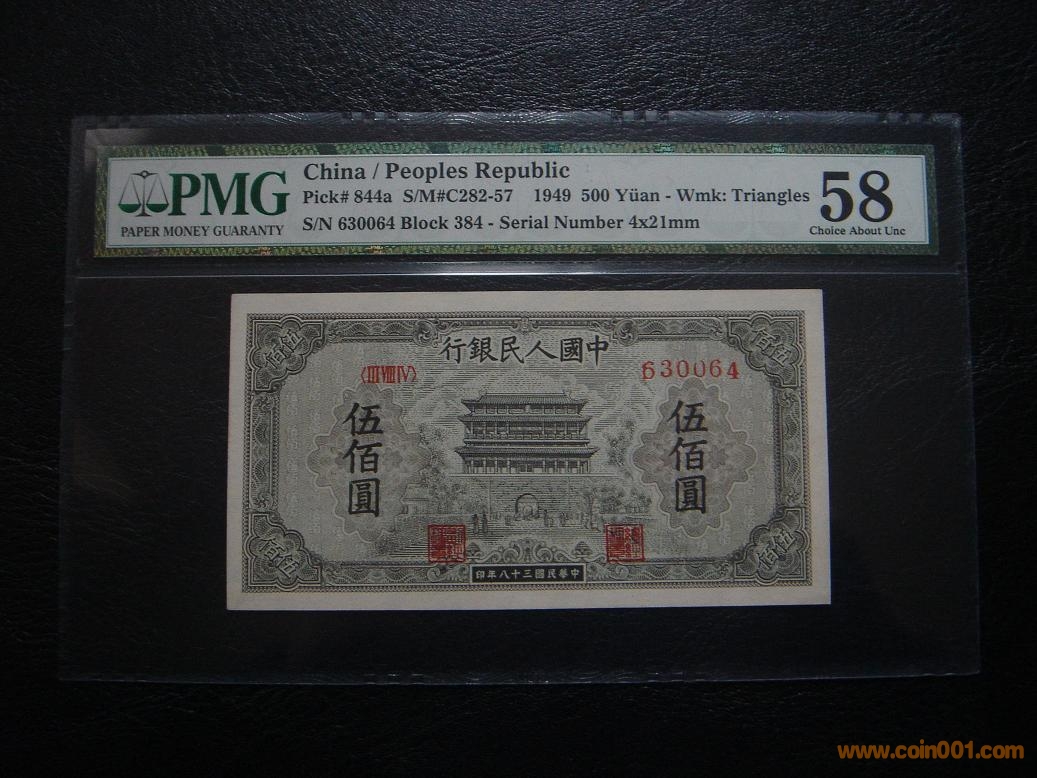 China / Peoples Republic
PMG
Pick# 844a S/M#C282-57 1949 500 Yüan - Wmk: Triangles
58
PAPER MONEY GUARANTY
S/N 630064 Block 384 - Serial Number 4x21mm
Choice About Unc
伍佰
伍佰
行銀民人國中
〈III VIII IV〉
630064
伍佰圓
伍佰圓
伍佰
伍佰
印年八十三國民華中
www.coin001.com